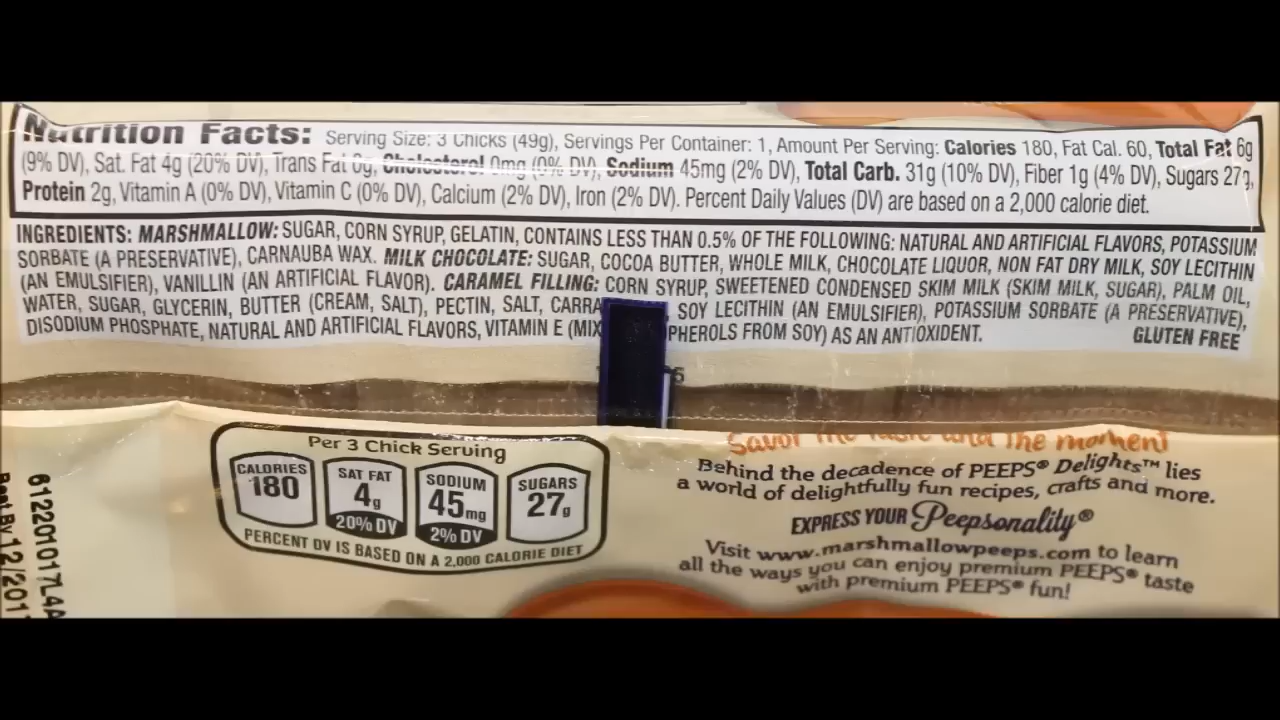 Nutrition Facts: Serving Size: 3 Chicks (49g), Servings Per Container: 1, Amount Per Serving: Calories 180, Fat Cal. 60, Total Fat 6g
(9% DV), Sat. Fat 4g (20% DV), Trans Fat 0g, Cholesterol 0mg (0% DV), Sodium 45mg (2% DV), Total Carb. 31g (10% DV), Fiber 1g (4% DV), Sugars 27g,
Protein 2g, Vitamin A (0% DV), Vitamin C (0% DV), Calcium (2% DV), Iron (2% DV). Percent Daily Values (DV) are based on a 2,000 calorie diet.
INGREDIENTS: MARSHMALLOW: SUGAR, CORN SYRUP, GELATIN, CONTAINS LESS THAN 0.5% OF THE FOLLOWING: NATURAL AND ARTIFICIAL FLAVORS, POTASSIUM
SORBATE (A PRESERVATIVE), CARNAUBA WAX. MILK CHOCOLATE: SUGAR, COCOA BUTTER, WHOLE MILK, CHOCOLATE LIQUOR, NON FAT DRY MILK, SOY LECITHIN
(AN EMULSIFIER), VANILLIN (AN ARTIFICIAL FLAVOR). CARAMEL FILLING: CORN SYRUP, SWEETENED CONDENSED SKIM MILK (SKIM MILK, SUGAR), PALM OIL,
WATER, SUGAR, GLYCERIN, BUTTER (CREAM, SALT), PECTIN, SALT, CARRA SOY LECITHIN (AN EMULSIFIER), POTASSIUM SORBATE (A PRESERVATIVE),
DISODIUM PHOSPHATE, NATURAL AND ARTIFICIAL FLAVORS, VITAMIN E (MIX PHEROLS FROM SOY) AS AN ANTIOXIDENT.
GLUTEN FREE
Per 3 Chick Serving
CALORIES
180
SAT FAT
4g
20% DV
SODIUM
45mg
2% DV
SUGARS
27g
PERCENT DV IS BASED ON A 2,000 CALORIE DIET
Savor the taste and the moment
Behind the decadence of PEEPS® Delights™ lies
a world of delightfully fun recipes, crafts and more.
EXPRESS YOUR Peepsonality®
Visit www.marshmallowpeeps.com to learn
all the ways you can enjoy premium PEEPS® taste
with premium PEEPS® fun!
612201017L4A
Best By 12/201